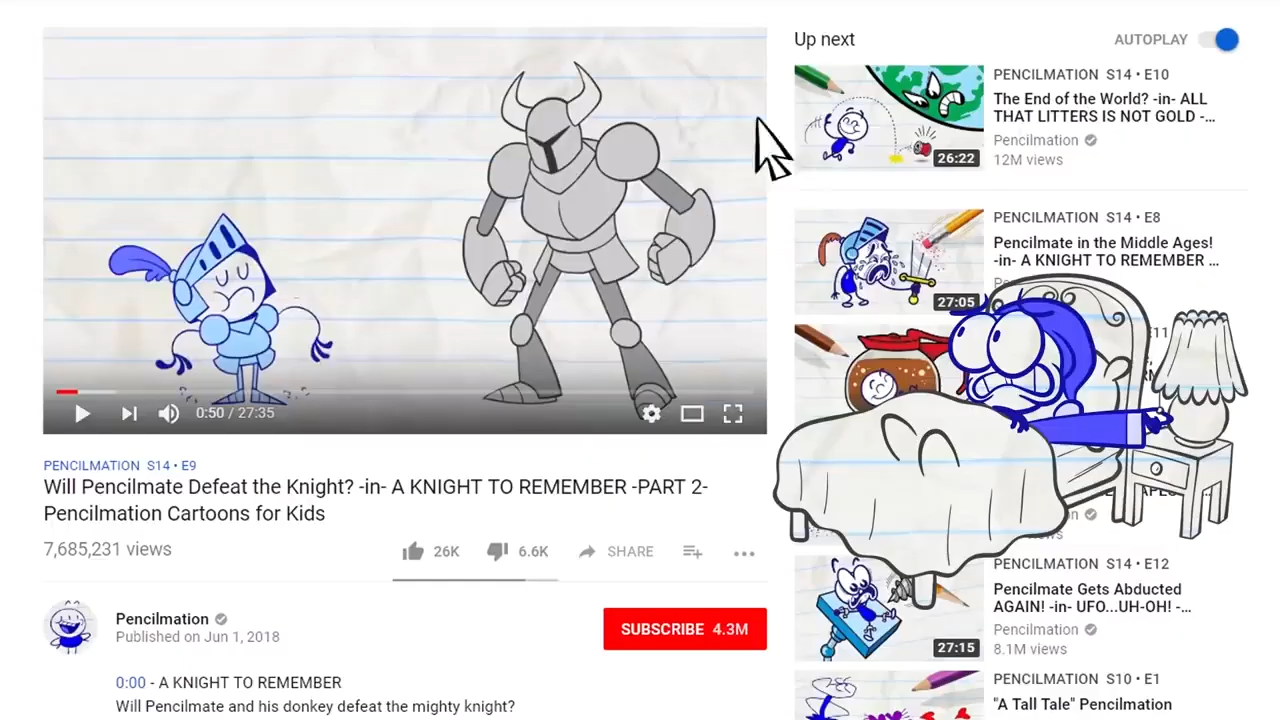 Up next
AUTOPLAY
PENCILMATION S14 • E10
The End of the World? -in- ALL
THAT LITTERS IS NOT GOLD -...
Pencilmation
12M views
26:22
PENCILMATION S14 • E8
Pencilmate in the Middle Ages!
-in- A KNIGHT TO REMEMBER ...
27:05
0:50 / 27:35
PENCILMATION S14 • E9
Will Pencilmate Defeat the Knight? -in- A KNIGHT TO REMEMBER -PART 2-
Pencilmation Cartoons for Kids
7,685,231 views
26K
6.6K
SHARE
PENCILMATION S14 • E12
Pencilmate Gets Abducted
AGAIN! -in- UFO...UH-OH! -...
Pencilmation
8.1M views
27:15
Pencilmation
Published on Jun 1, 2018
SUBSCRIBE 4.3M
0:00 - A KNIGHT TO REMEMBER
Will Pencilmate and his donkey defeat the mighty knight?
PENCILMATION S10 • E1
"A Tall Tale" Pencilmation